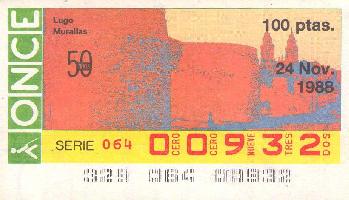 ONCE
Lugo
Murallas
50
100 ptas.
24 Nov.
1988
SERIE 064
0 0 9 3 2
CERO CERO NUEVE TRES DOS